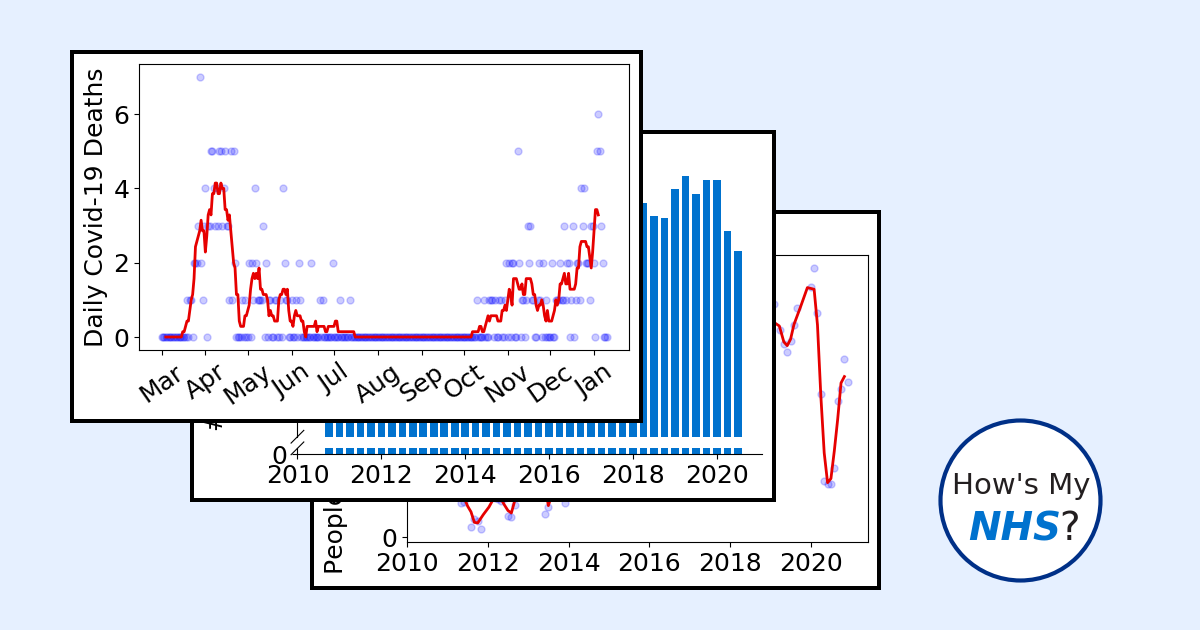 Daily Covid-19 Deaths
6
4
2
0
Mar Apr May Jun Jul Aug Sep Oct Nov Dec Jan
#
0
2010 2012 2014 2016 2018 2020
People
0
2010 2012 2014 2016 2018 2020
How's My
NHS?